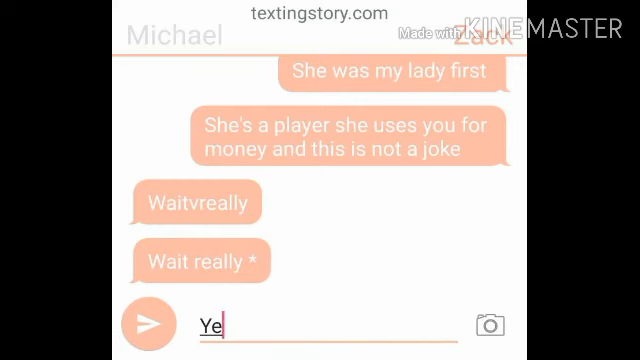 textingstory.com
Michael
Made with KINEMASTER
Zack
She was my lady first
She's a player she uses you for
money and this is not a joke
Waitvreally
Wait really *
Ye